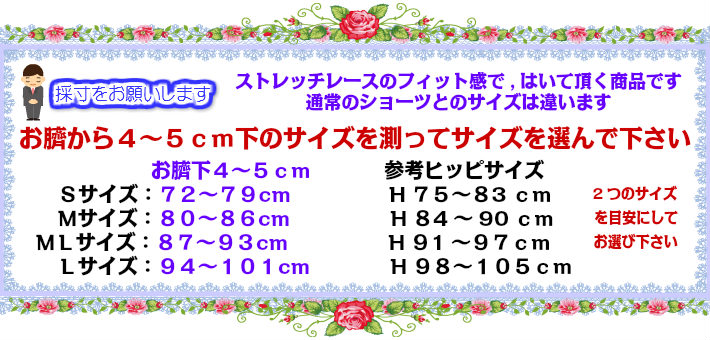 採寸をお願いします
ストレッチレースのフィット感で，はいて頂く商品です
通常のショーツとのサイズは違います
お臍から４～５ｃｍ下のサイズを測ってサイズを選んで下さい
お臍下４～５ｃｍ 参考ヒッピサイズ
Ｓサイズ：７２～７９cm Ｈ７５～８３ｃｍ ２つのサイズ
Ｍサイズ：８０～８６cm Ｈ８４～９０ｃｍ を目安にして
ＭＬサイズ：８７～９３cm Ｈ９１～９７ｃｍ お選び下さい
Ｌサイズ：９４～１０１cm Ｈ９８～１０５ｃｍ